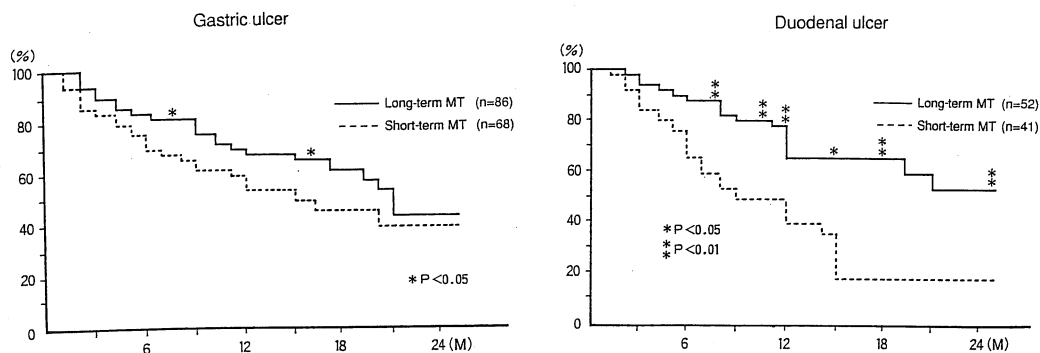 Gastric ulcer
(%)
100
80
60
40
20
0
6
12
18
24 (M)
Long-term MT (n=86)
Short-term MT (n=68)
*
*
* P<0.05
Duodenal ulcer
(%)
100
80
60
40
20
0
6
12
18
24 (M)
Long-term MT (n=52)
Short-term MT (n=41)
**
**
**
*
**
**
* P<0.05
** P<0.01